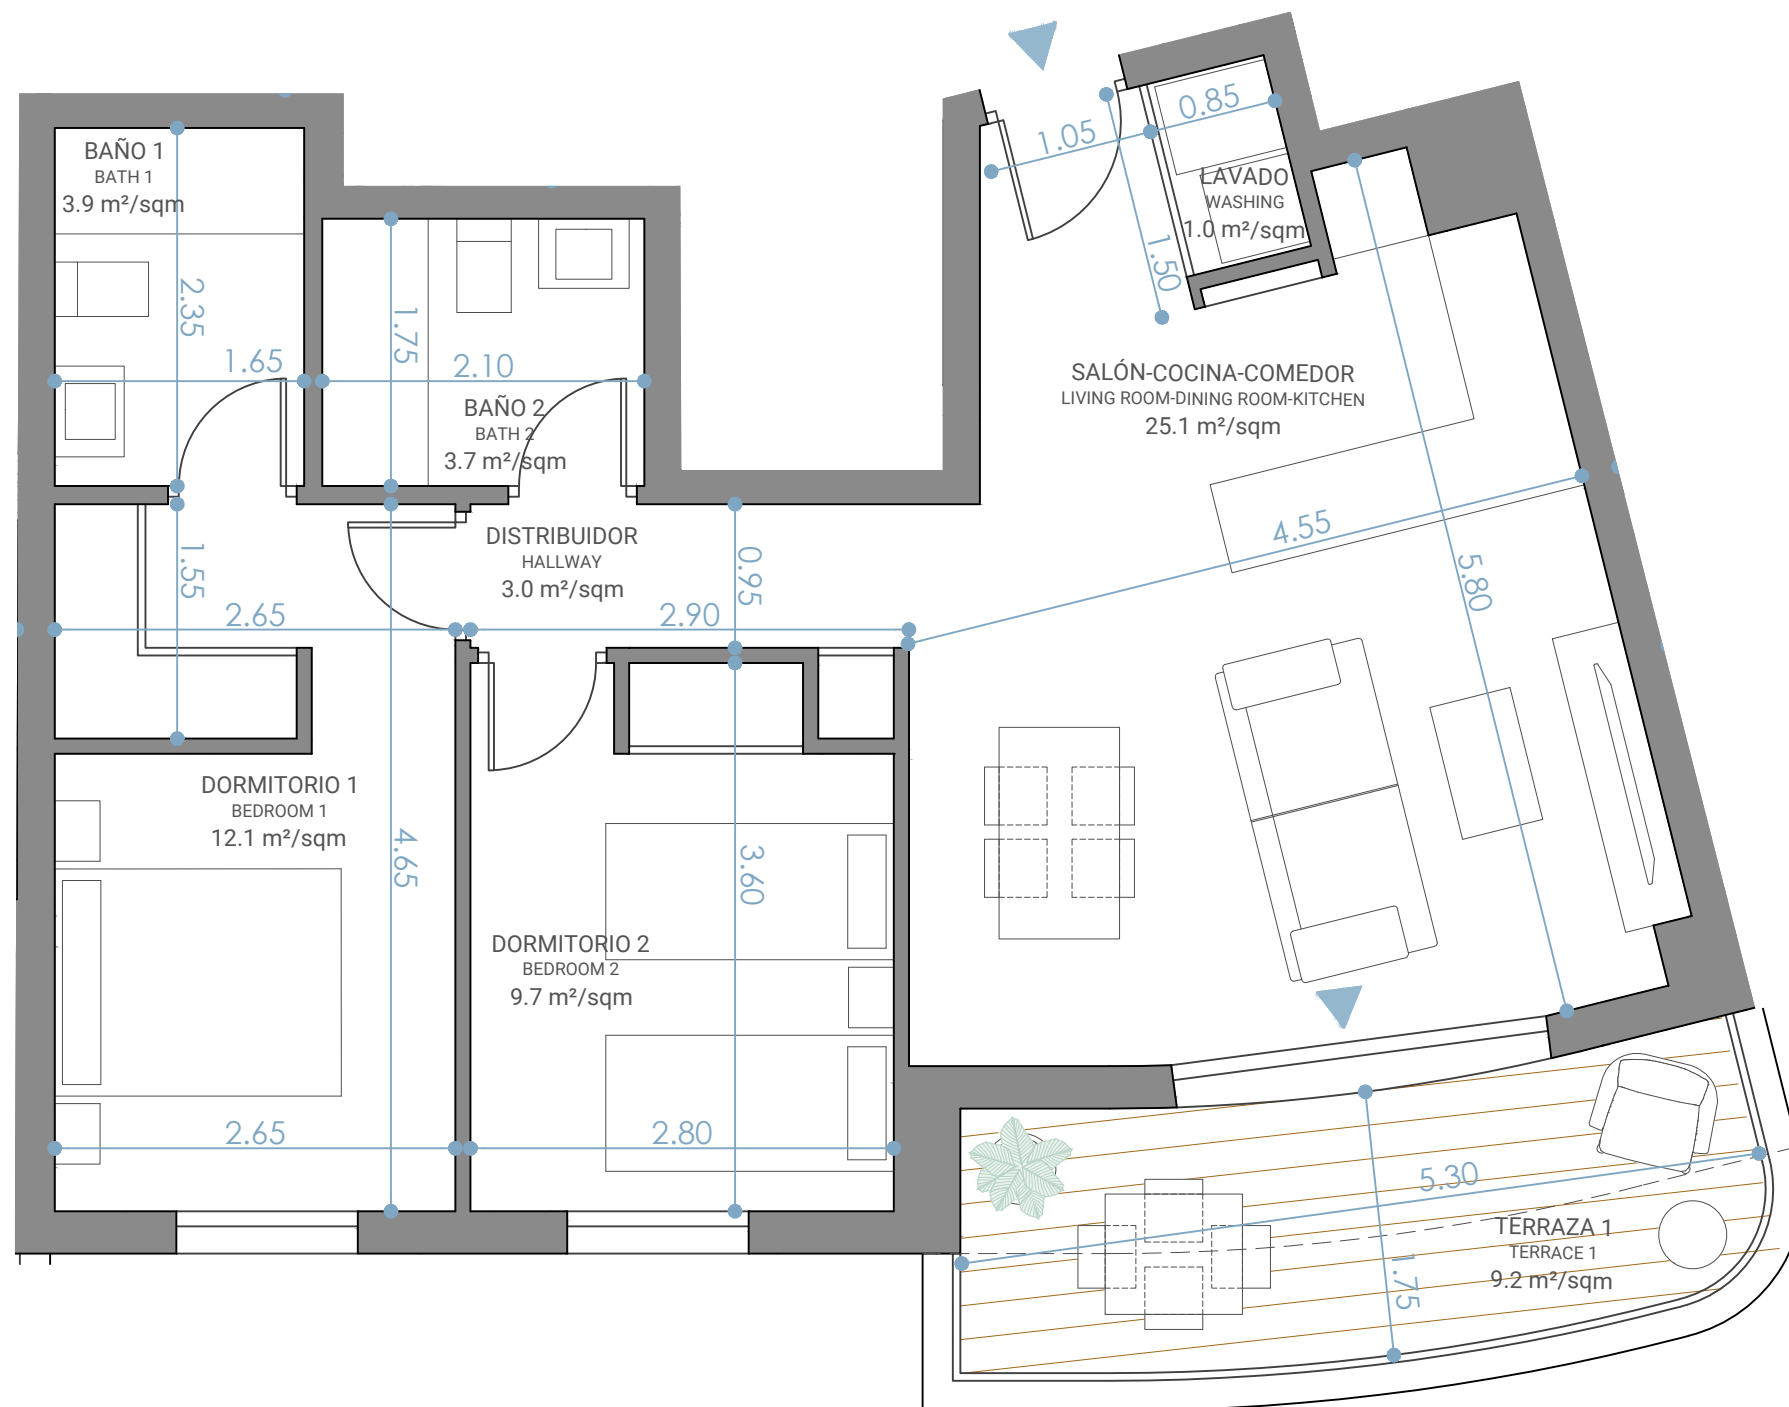 BAÑO 1
BATH 1
3.9 m²/sqm
2.35
1.65
1.75
2.10
BAÑO 2
BATH 2
3.7 m²/sqm
1.05
0.85
LAVADO
WASHING
1.0 m²/sqm
1.50
SALÓN-COCINA-COMEDOR
LIVING ROOM-DINING ROOM-KITCHEN
25.1 m²/sqm
4.55
5.80
1.55
2.65
DISTRIBUIDOR
HALLWAY
3.0 m²/sqm
0.95
2.90
DORMITORIO 1
BEDROOM 1
12.1 m²/sqm
4.65
3.60
DORMITORIO 2
BEDROOM 2
9.7 m²/sqm
2.65
2.80
5.30
TERRAZA 1
TERRACE 1
9.2 m²/sqm
1.75